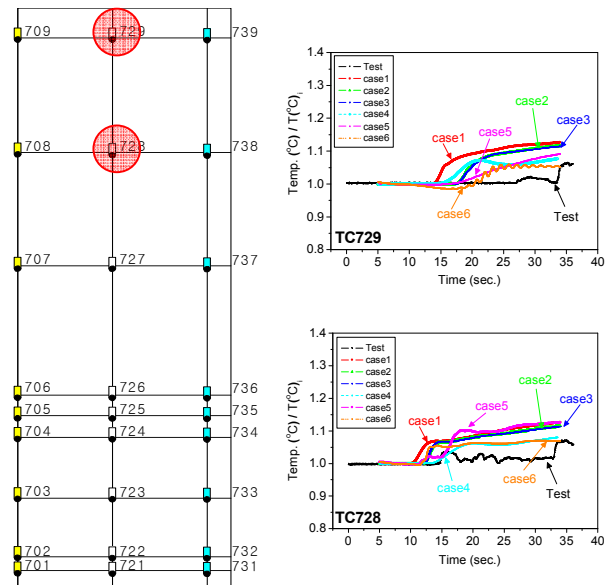 709 729 739
708 728 738
707 727 737
706 726 736
705 725 735
704 724 734
703 723 733
702 722 732
701 721 731
Temp. (°C) / T(°C)i
1.4
1.3
1.2
1.1
1.0
0.9
0.8
Test
case1
case2
case3
case4
case5
case6
case1
case5
case2
case3
case6
Test
TC729
0 5 10 15 20 25 30 35 40
Time (sec.)
Temp. (°C) / T(°C)i
1.4
1.3
1.2
1.1
1.0
0.9
0.8
Test
case1
case2
case3
case4
case5
case6
case1
case5
case2
case3
case4
case6
Test
TC728
0 5 10 15 20 25 30 35 40
Time (sec.)